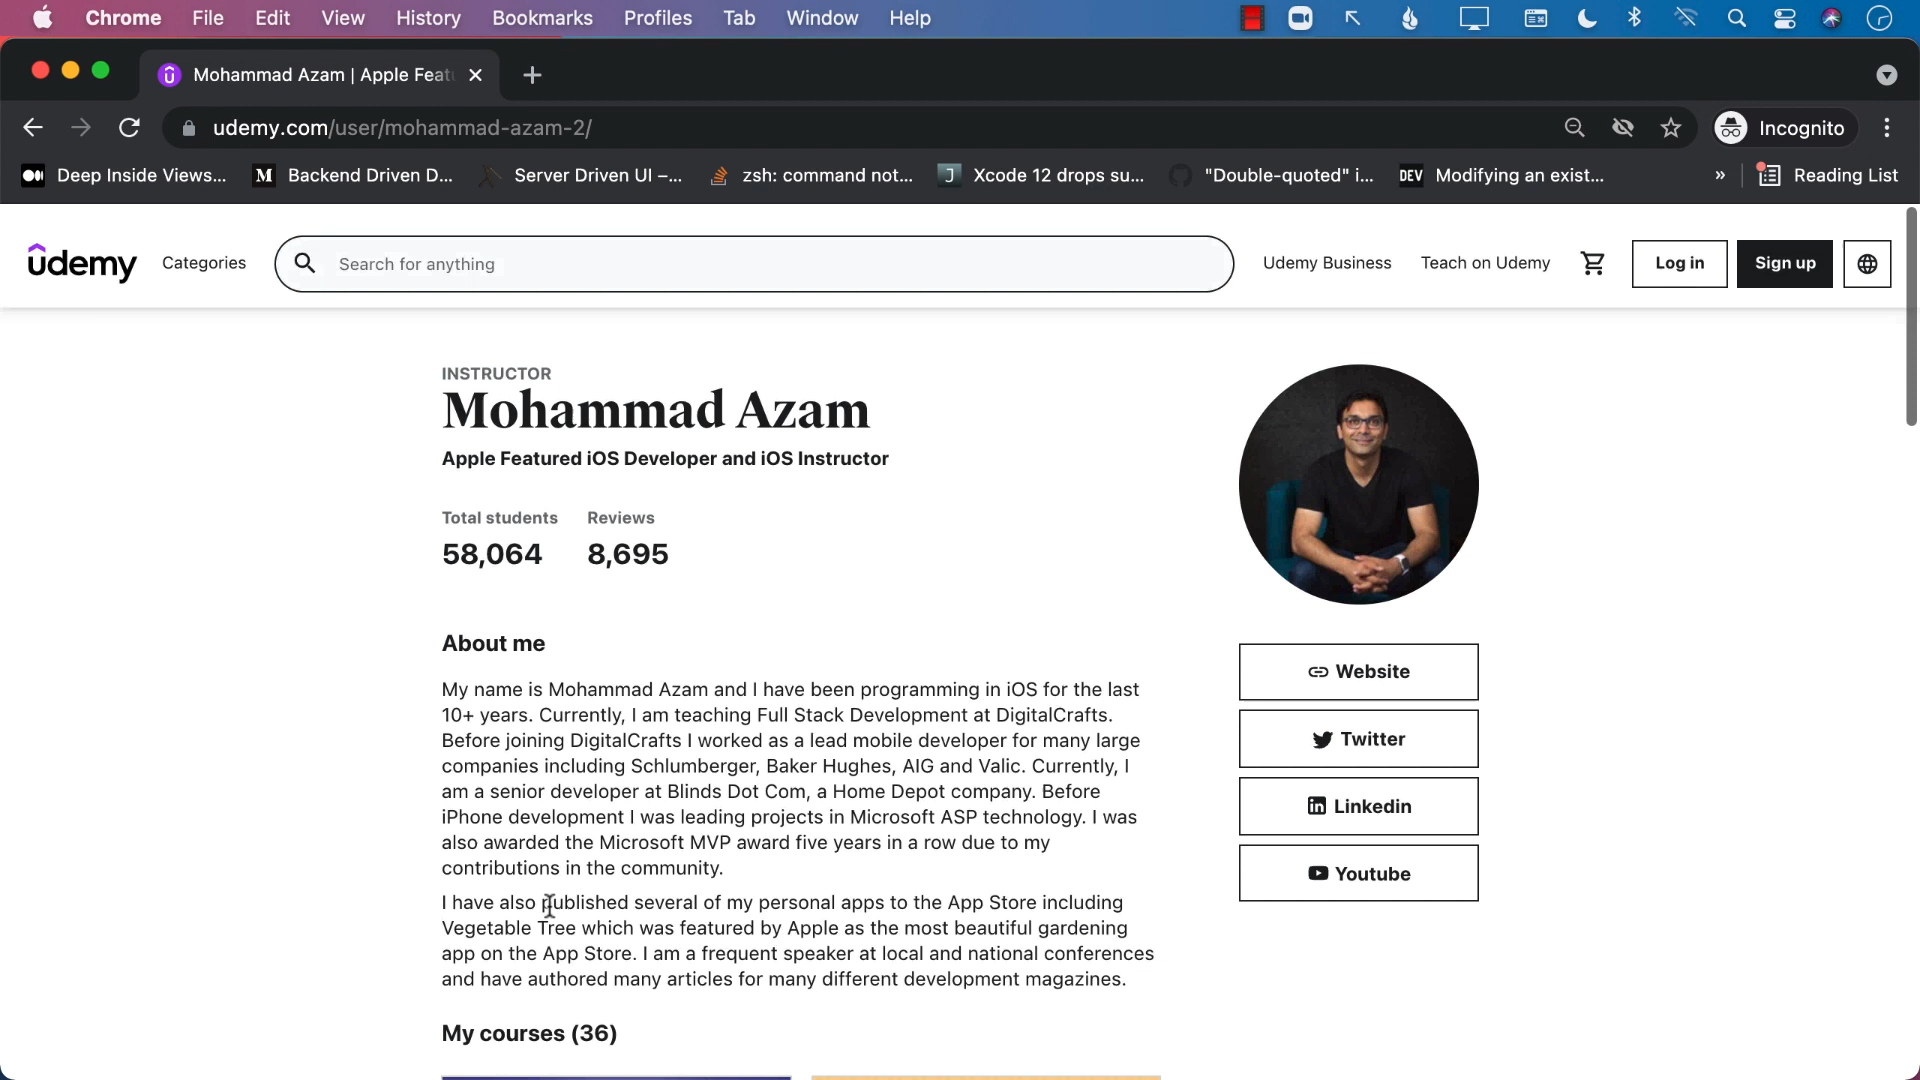 Chrome File Edit View History Bookmarks Profiles Tab Window Help
Mohammad Azam | Apple Feat
udemy.com/user/mohammad-azam-2/
Incognito
Deep Inside Views... Backend Driven D... Server Driven UI –... zsh: command not... Xcode 12 drops su... "Double-quoted" i... DEV Modifying an exist... » Reading List
udemy Categories Search for anything Udemy Business Teach on Udemy Log in Sign up
INSTRUCTOR
Mohammad Azam
Apple Featured iOS Developer and iOS Instructor
Total students Reviews
58,064 8,695
About me
My name is Mohammad Azam and I have been programming in iOS for the last
10+ years. Currently, I am teaching Full Stack Development at DigitalCrafts.
Before joining DigitalCrafts I worked as a lead mobile developer for many large
companies including Schlumberger, Baker Hughes, AIG and Valic. Currently, I
am a senior developer at Blinds Dot Com, a Home Depot company. Before
iPhone development I was leading projects in Microsoft ASP technology. I was
also awarded the Microsoft MVP award five years in a row due to my
contributions in the community.
I have also published several of my personal apps to the App Store including
Vegetable Tree which was featured by Apple as the most beautiful gardening
app on the App Store. I am a frequent speaker at local and national conferences
and have authored many articles for many different development magazines.
My courses (36)
Website
Twitter
Linkedin
Youtube